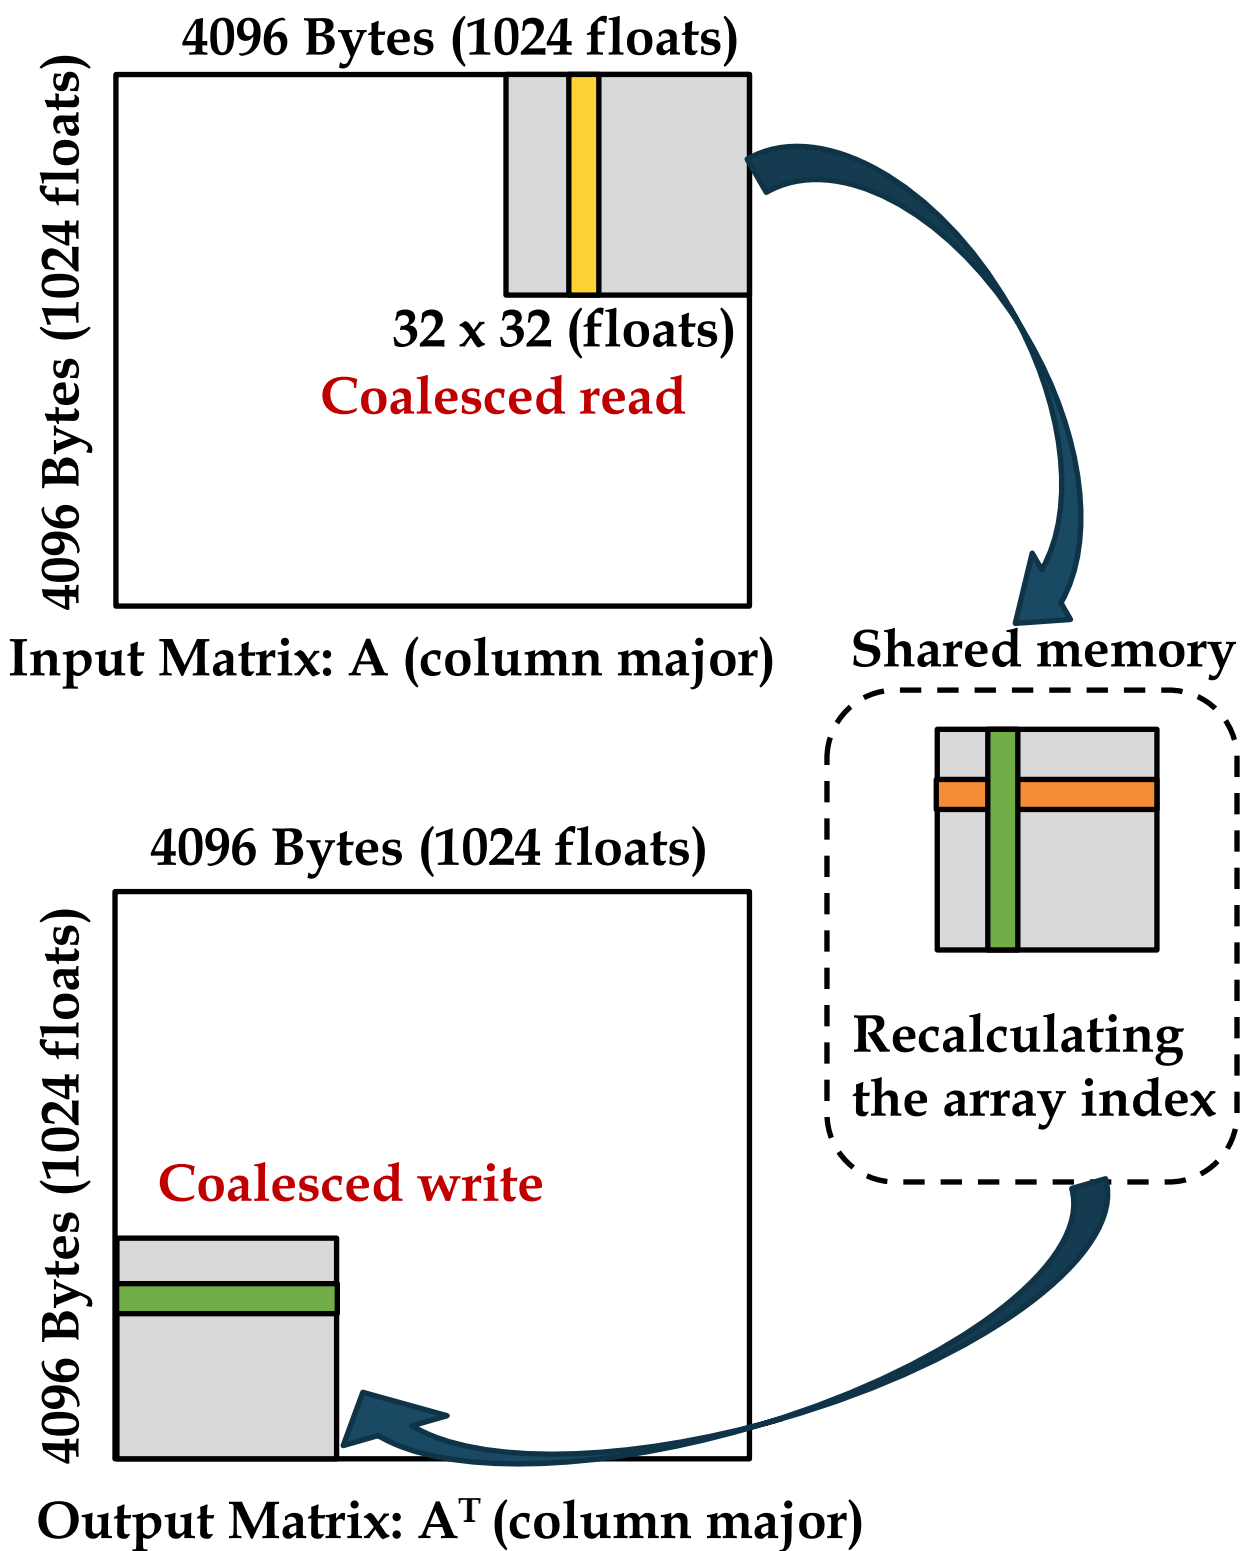 4096 Bytes (1024 floats)
4096 Bytes (1024 floats)
32 x 32 (floats)
Coalesced read
Input Matrix: A (column major)
Shared memory
Recalculating
the array index
4096 Bytes (1024 floats)
4096 Bytes (1024 floats)
Coalesced write
Output Matrix: Aᵀ (column major)